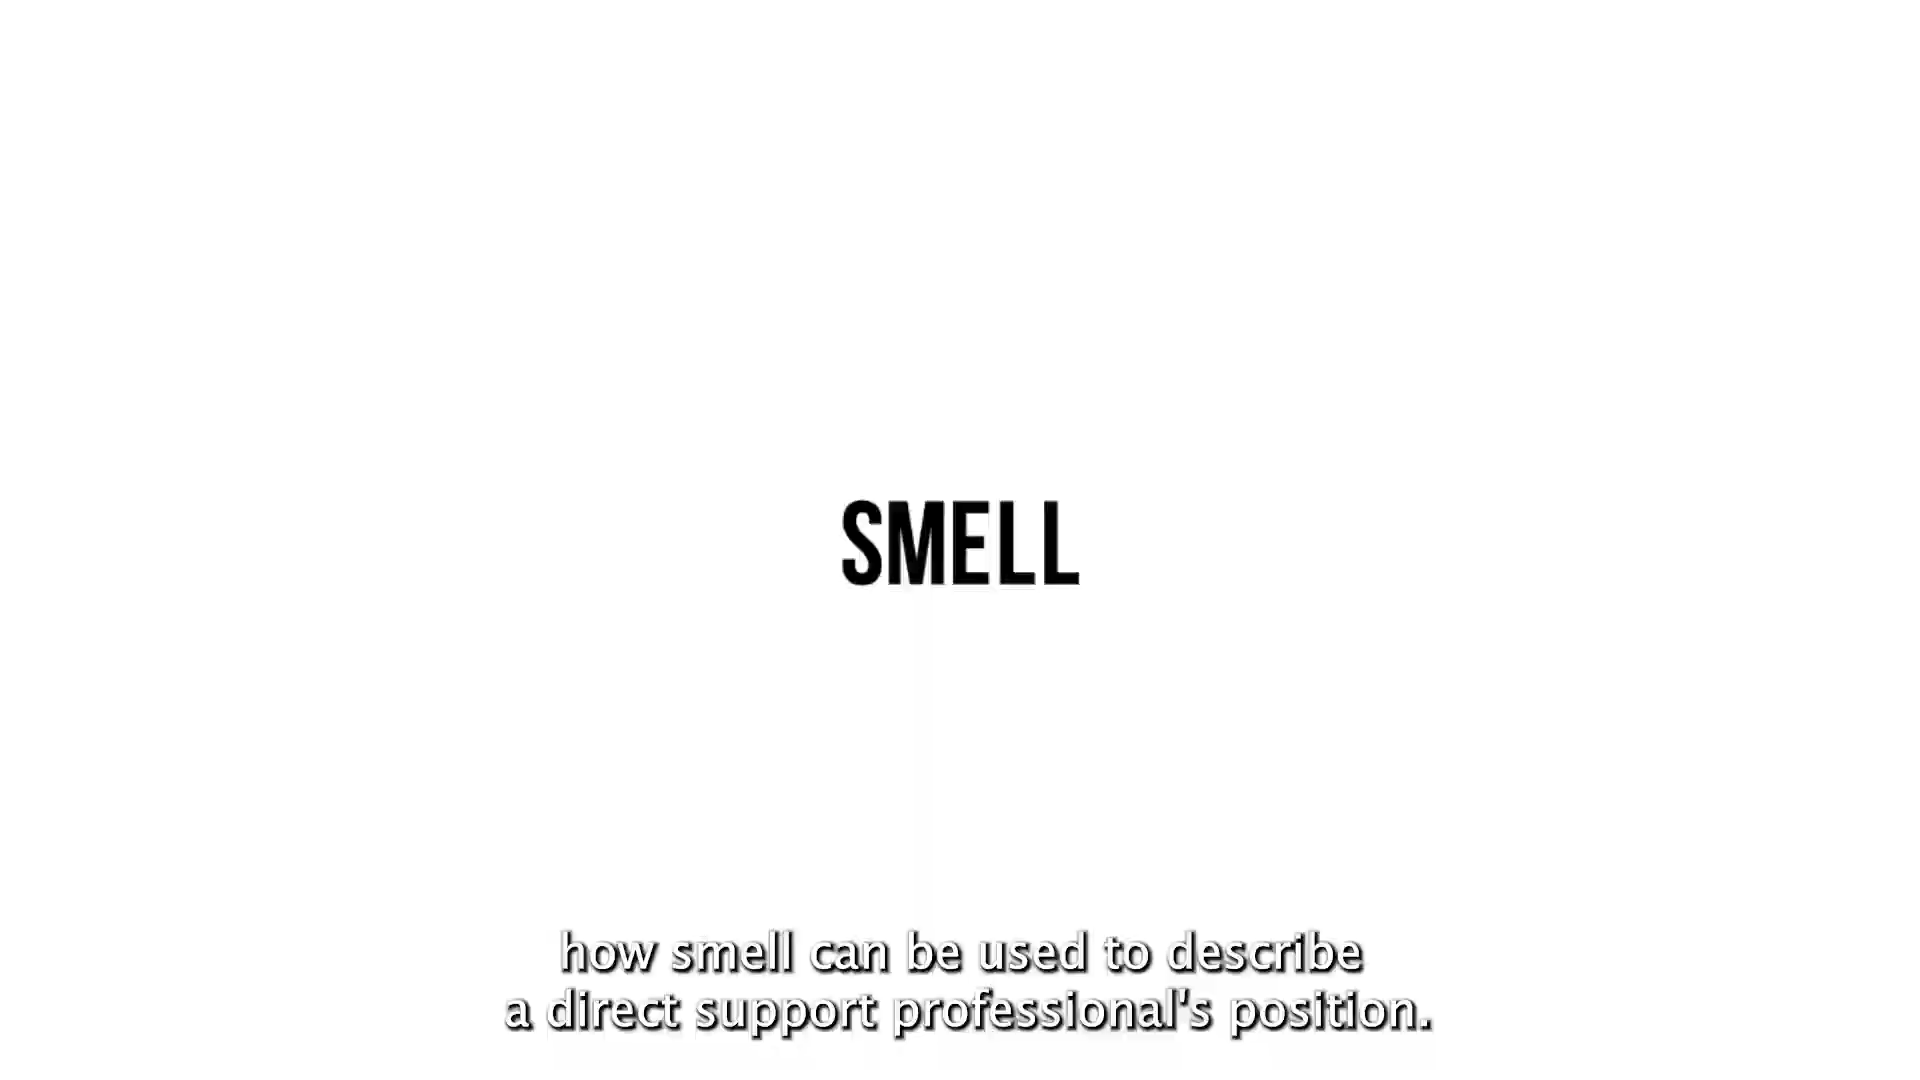 SMELL
how smell can be used to describe
a direct support professional's position.